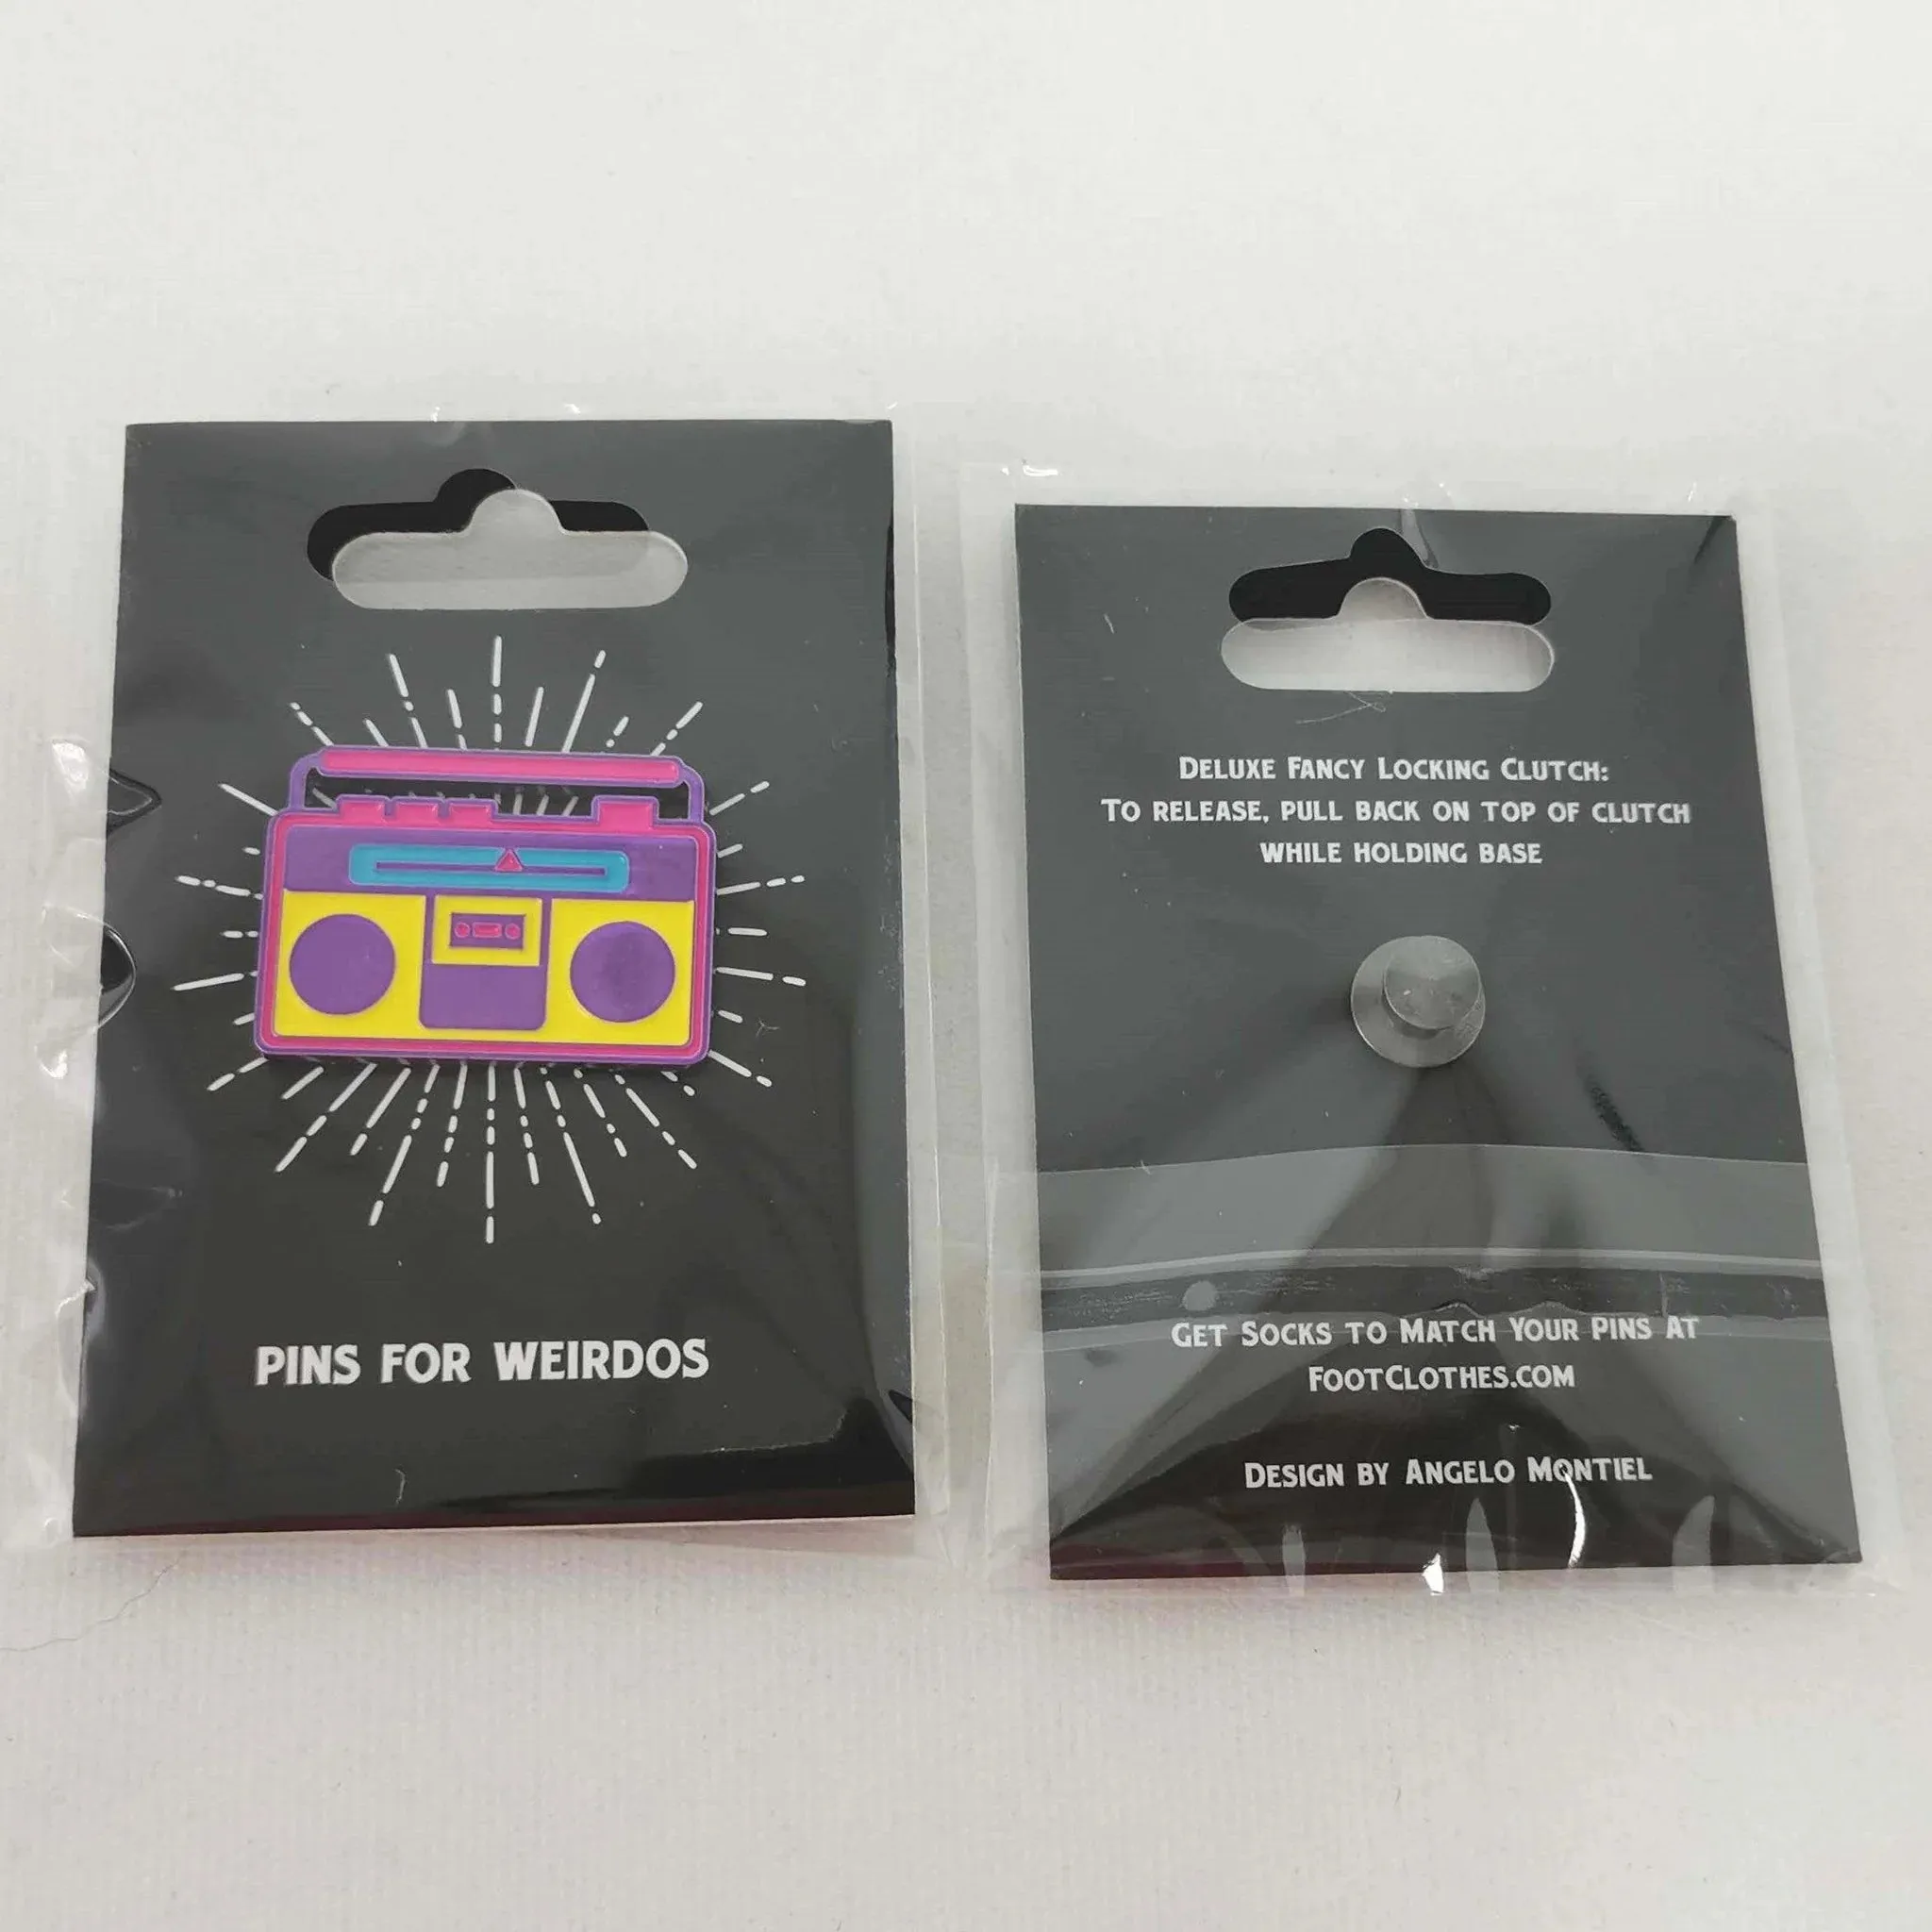 PINS FOR WEIRDOS
DELUXE FANCY LOCKING CLUTCH:
TO RELEASE, PULL BACK ON TOP OF CLUTCH
WHILE HOLDING BASE
GET SOCKS TO MATCH YOUR PINS AT
FOOTCLOTHES.COM
DESIGN BY ANGELO MONTIEL